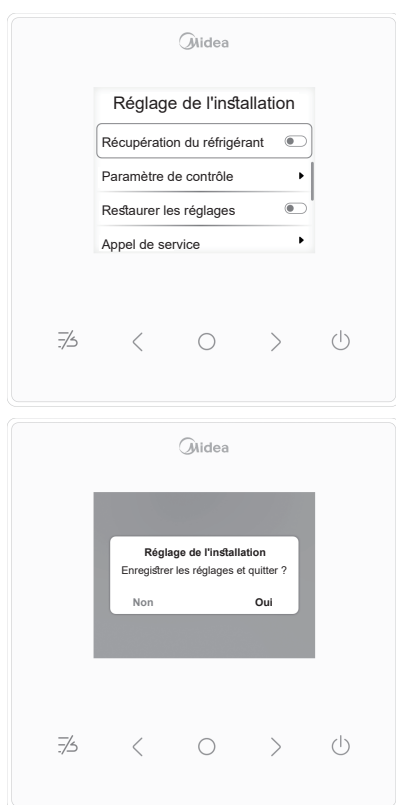 Midea
Réglage de l'installation
Récupération du réfrigérant
Paramètre de contrôle
Restaurer les réglages
Appel de service
Midea
Réglage de l'installation
Enregistrer les réglages et quitter ?
Non Oui